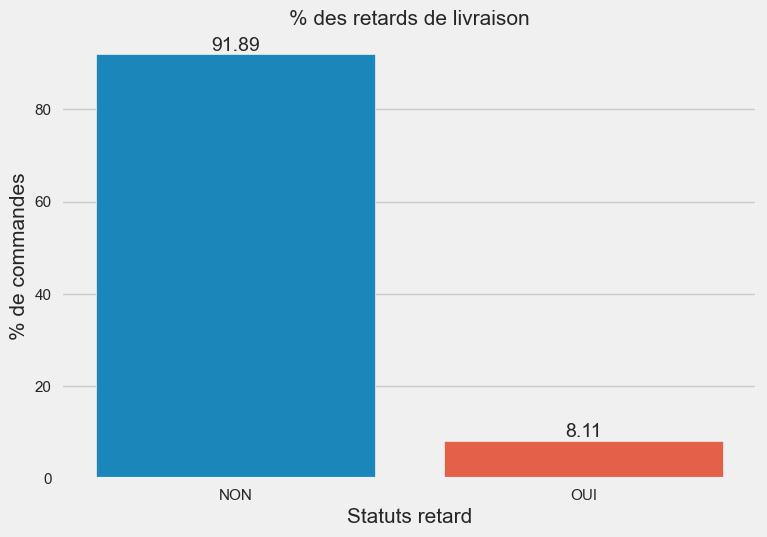 % des retards de livraison
91.89
80
60
40
20
0
% de commandes
8.11
NON
OUI
Statuts retard